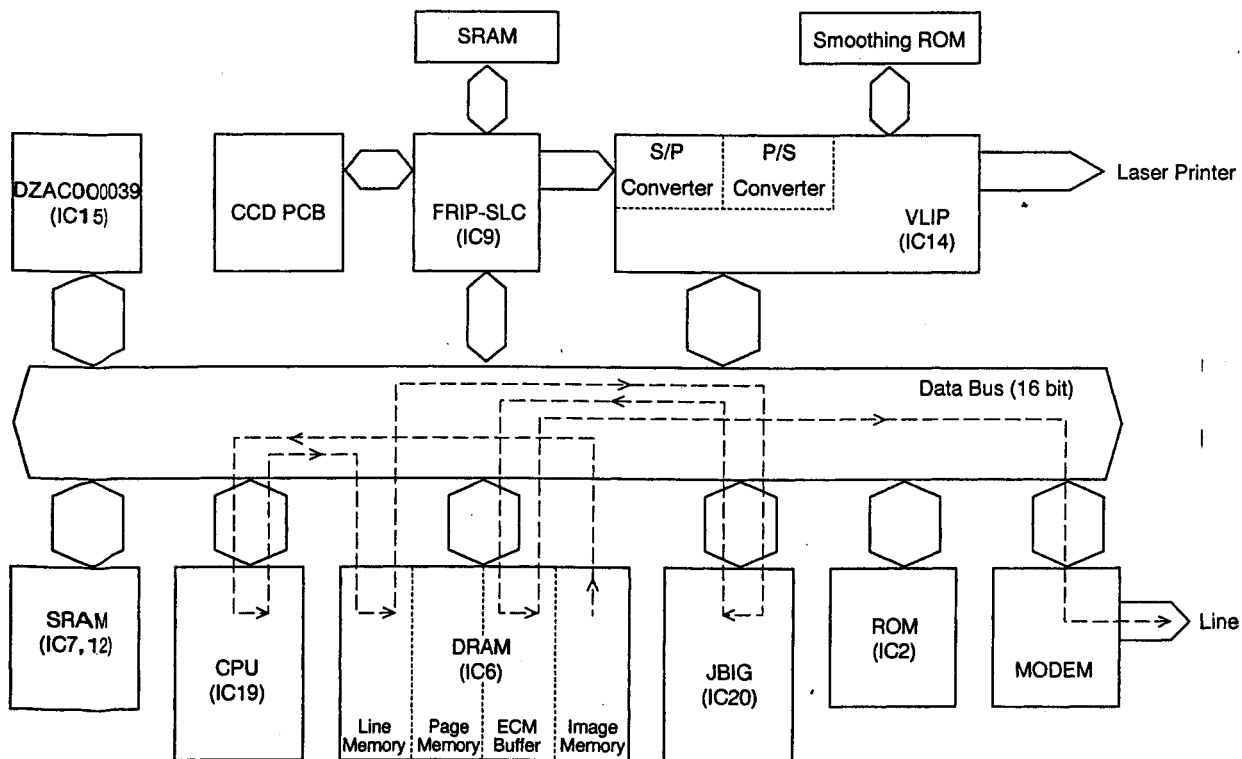 SRAM
Smoothing ROM
DZAC000039
(IC15)
CCD PCB
FRIP-SLC
(IC9)
S/P
Converter
P/S
Converter
VLIP
(IC14)
Laser Printer
Data Bus (16 bit)
SRAM
(IC7, 12)
CPU
(IC19)
DRAM
(IC6)
Line
Memory
Page
Memory
ECM
Buffer
Image
Memory
JBIG
(IC20)
ROM
(IC2)
MODEM
Line